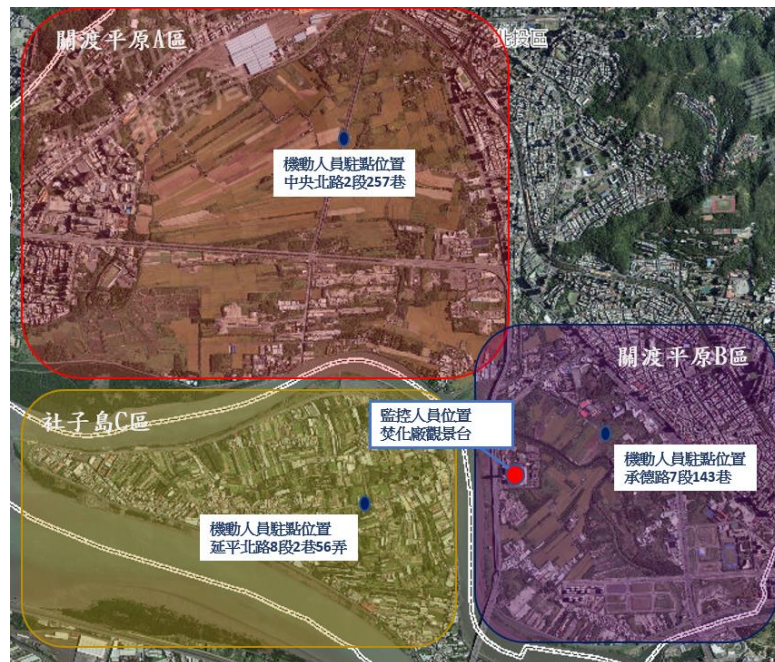 關渡平原A區
北投區
機動人員駐點位置
中央北路2段257巷
關渡平原B區
社子島C區
監控人員位置
焚化廠觀景台
機動人員駐點位置
承德路7段143巷
機動人員駐點位置
延平北路8段2巷56弄